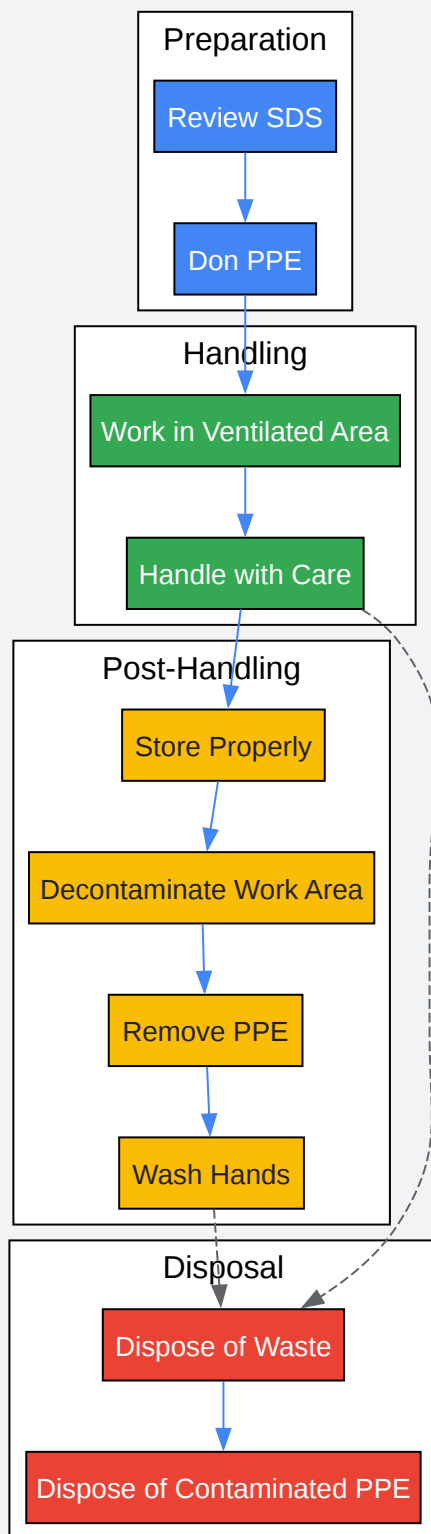 Preparation
Review SDS
Don PPE
Handling
Work in Ventilated Area
Handle with Care
Post-Handling
Store Properly
Decontaminate Work Area
Remove PPE
Wash Hands
Disposal
Dispose of Waste
Dispose of Contaminated PPE